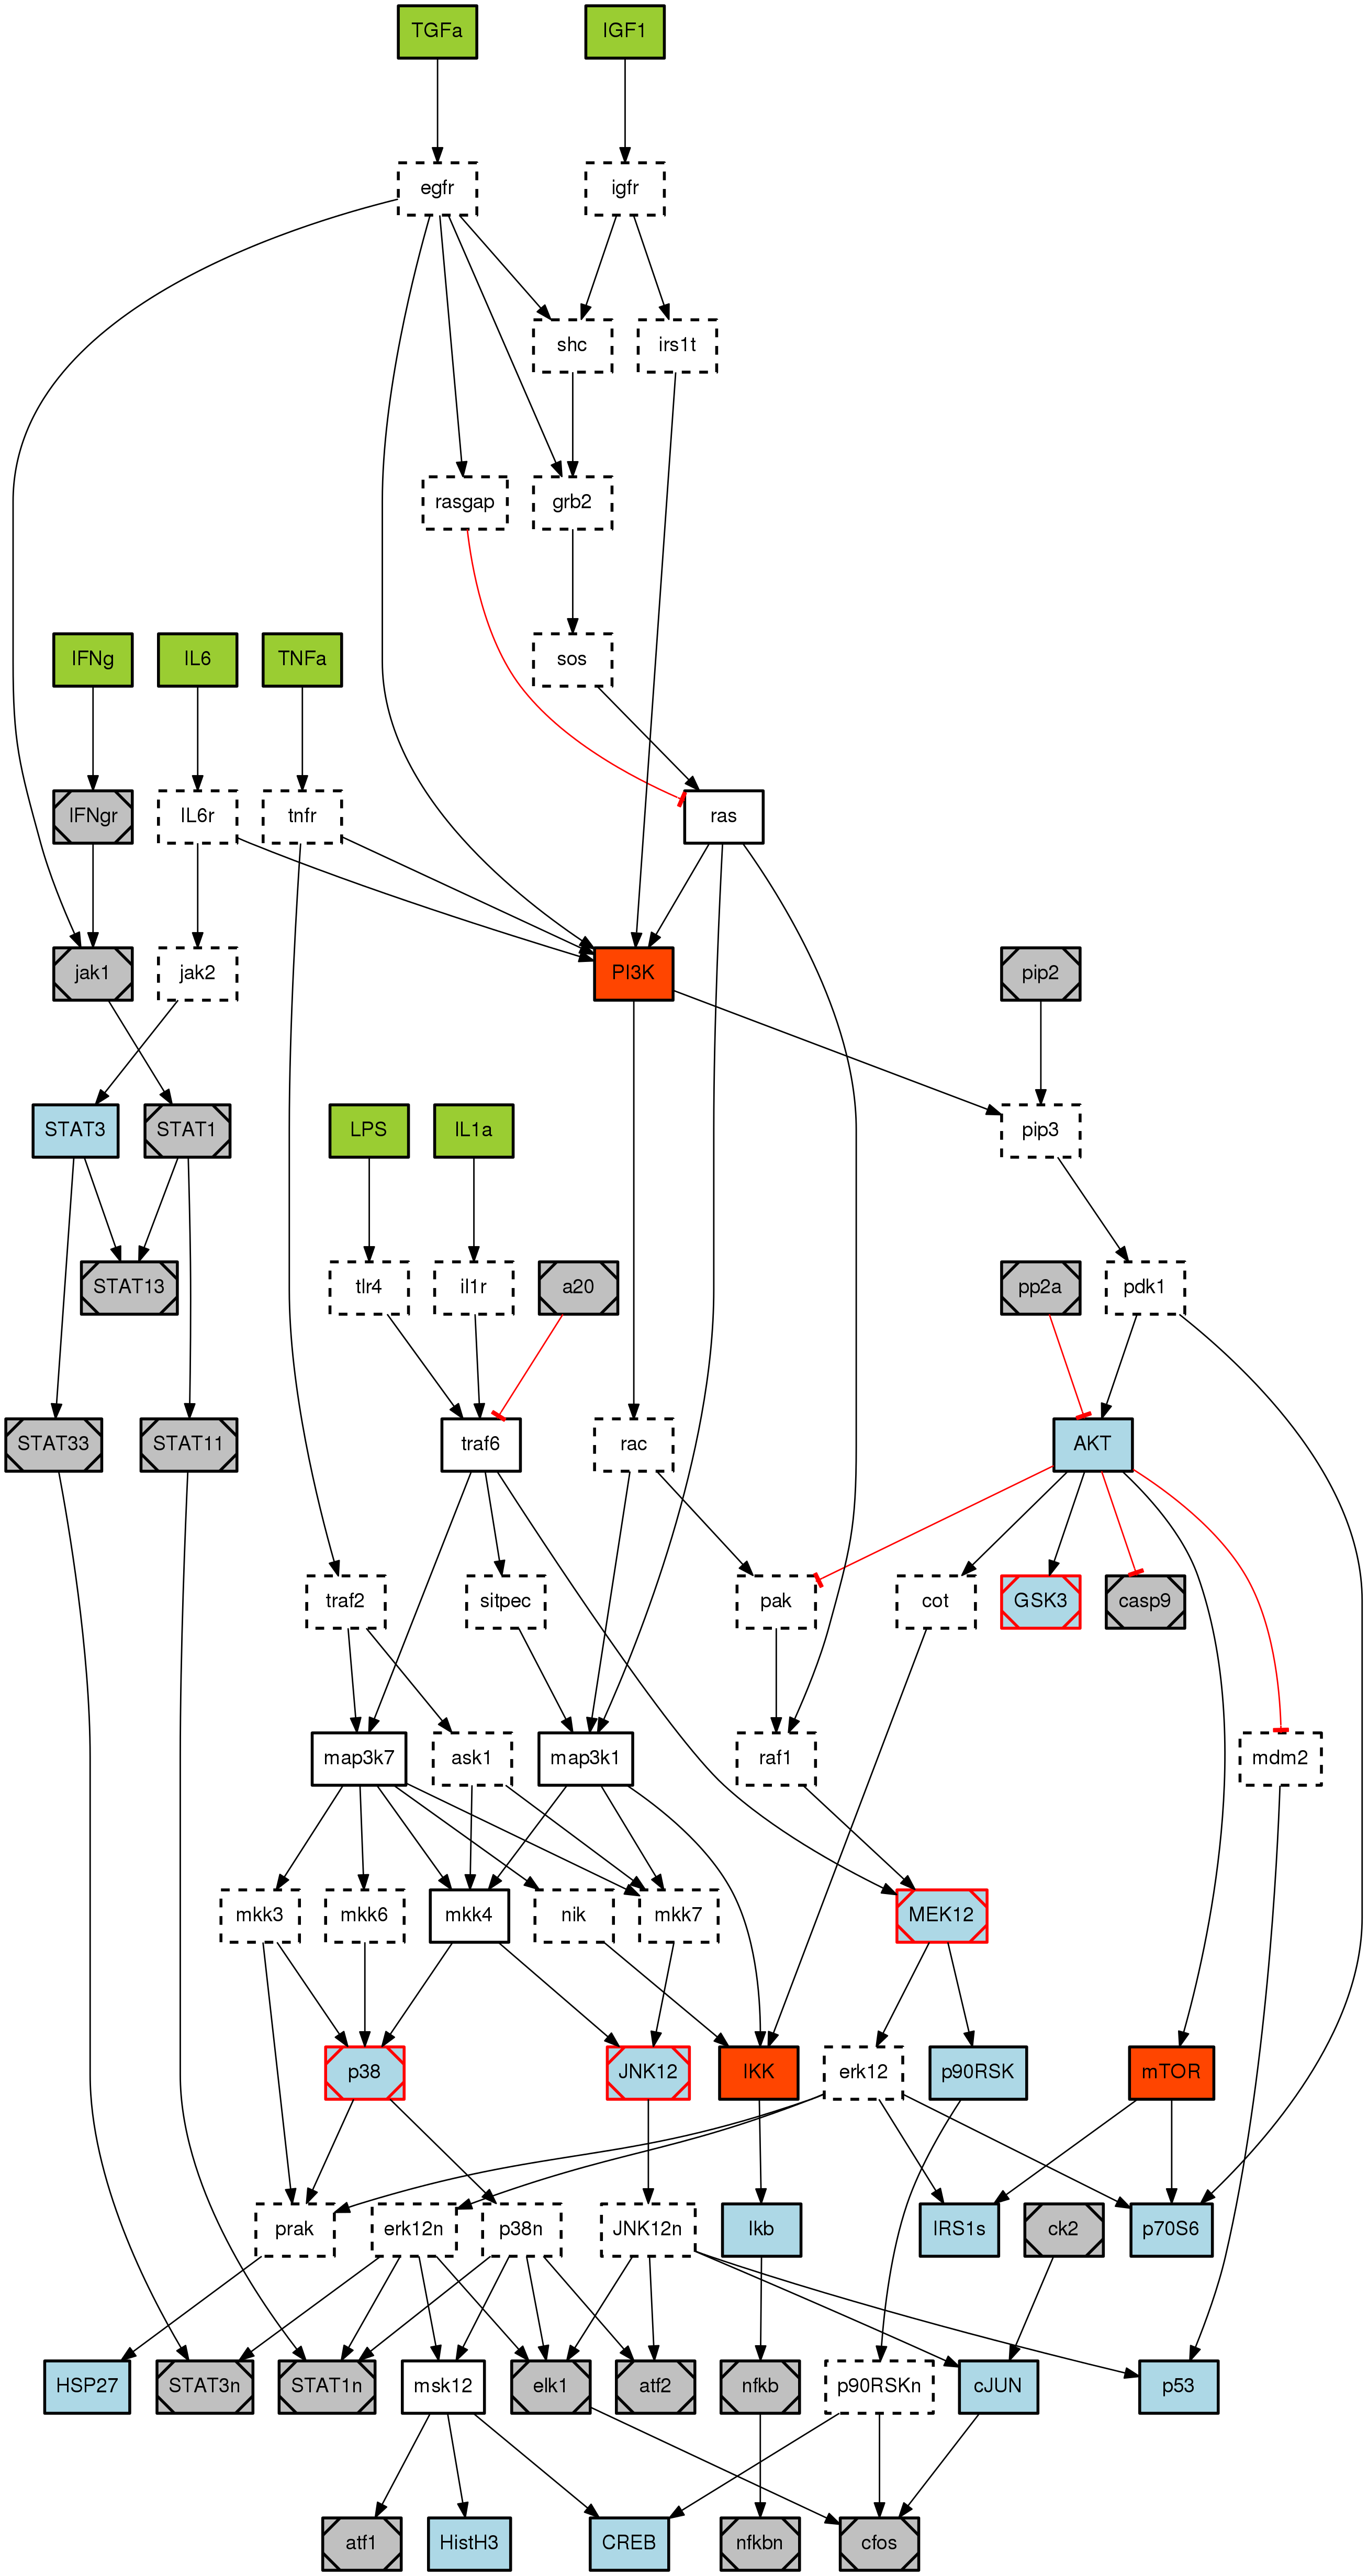 TGFa
IGF1
egfr
igfr
shc
irs1t
rasgap
grb2
IFNg
IL6
TNFa
sos
IFNgr
IL6r
tnfr
ras
jak1
jak2
PI3K
pip2
STAT3
STAT1
LPS
IL1a
pip3
STAT13
tlr4
il1r
a20
pp2a
pdk1
STAT33
STAT11
traf6
rac
AKT
traf2
sitpec
pak
cot
GSK3
casp9
map3k7
ask1
map3k1
raf1
mdm2
mkk3
mkk6
mkk4
nik
mkk7
MEK12
p38
JNK12
IKK
erk12
p90RSK
mTOR
prak
erk12n
p38n
JNK12n
Ikb
IRS1s
ck2
p70S6
HSP27
STAT3n
STAT1n
msk12
elk1
atf2
nfkb
p90RSKn
cJUN
p53
atf1
HistH3
CREB
nfkbn
cfos